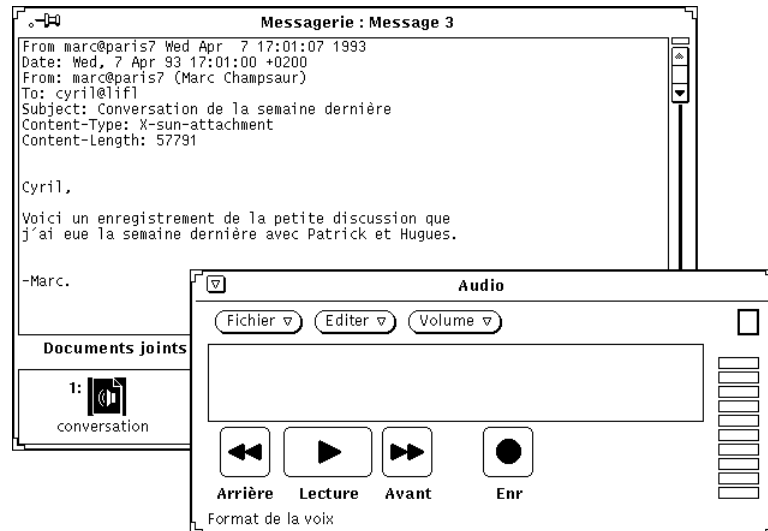 Messagerie : Message 3
From marc@paris7 Wed Apr  7 17:01:07 1993
Date: Wed, 7 Apr 93 17:01:00 +0200
From: marc@paris7 (Marc Champsaur)
To: cyril@lifl
Subject: Conversation de la semaine dernière
Content-Type: X-sun-attachment
Content-Length: 57791
Cyril,
Voici un enregistrement de la petite discussion que
j´ai eue la semaine dernière avec Patrick et Hugues.
-Marc.
Documents joints
1:
conversation
Audio
Fichier Editer Volume
Arrière Lecture Avant Enr
Format de la voix